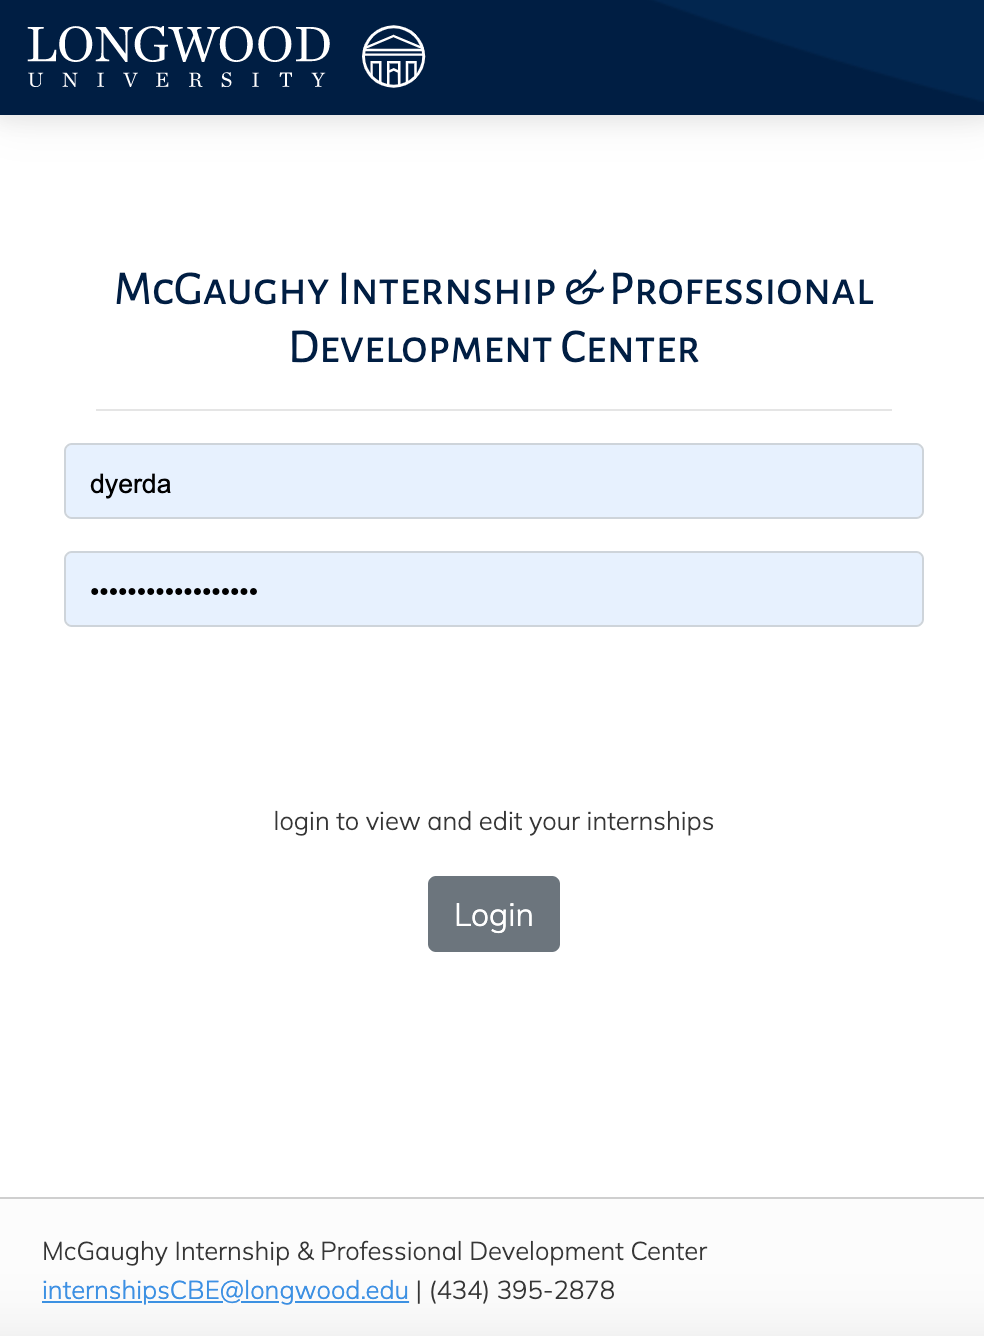 LONGWOOD
UNIVERSITY
McGaughy Internship & Professional
Development Center
dyerda
••••••••••••••••••
login to view and edit your internships
Login
McGaughy Internship & Professional Development Center
internshipsCBE@longwood.edu | (434) 395-2878